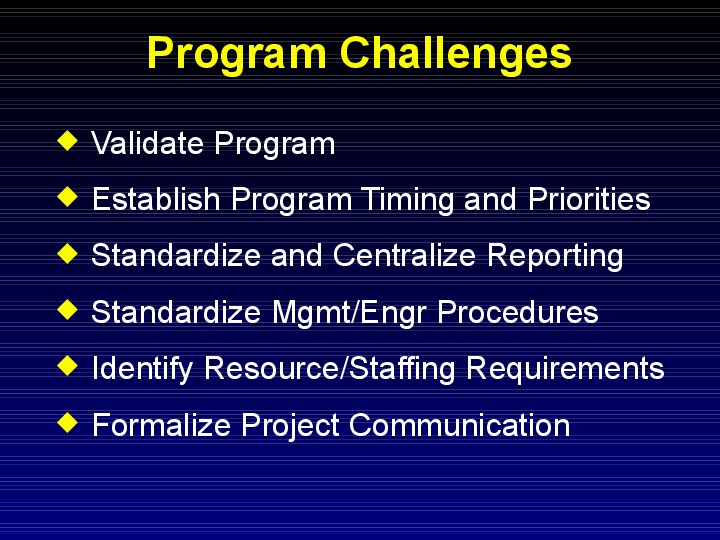 Program Challenges
Validate Program
Establish Program Timing and Priorities
Standardize and Centralize Reporting
Standardize Mgmt/Engr Procedures
Identify Resource/Staffing Requirements
Formalize Project Communication